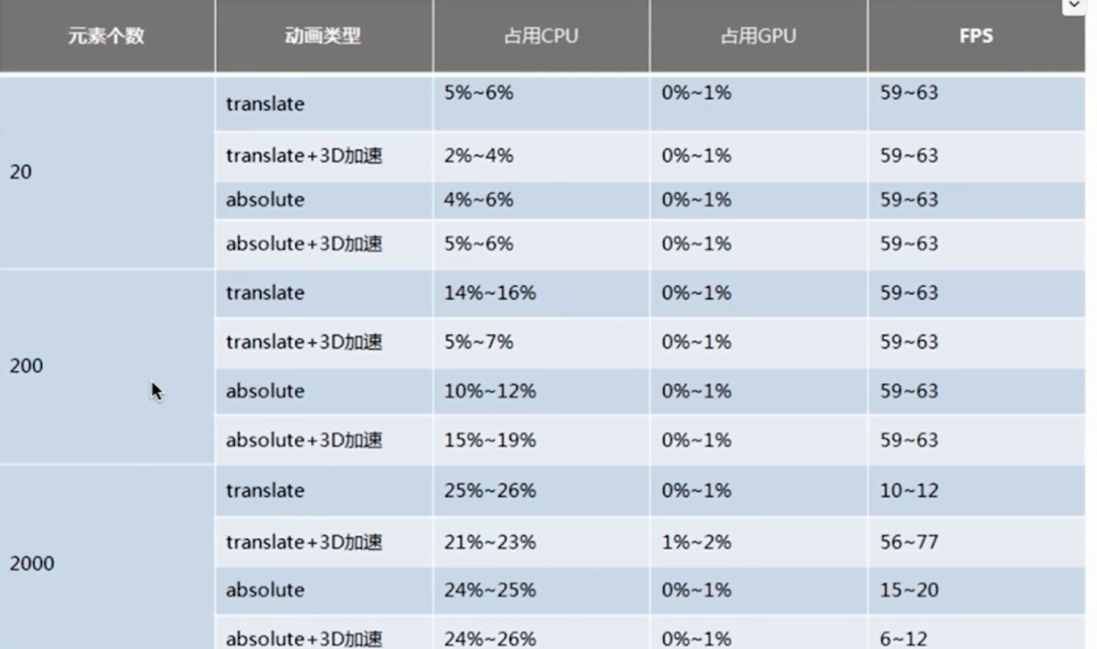 元素个数 动画类型 占用CPU 占用GPU FPS
20
translate 5%~6% 0%~1% 59~63
translate+3D加速 2%~4% 0%~1% 59~63
absolute 4%~6% 0%~1% 59~63
absolute+3D加速 5%~6% 0%~1% 59~63
200
translate 14%~16% 0%~1% 59~63
translate+3D加速 5%~7% 0%~1% 59~63
absolute 10%~12% 0%~1% 59~63
absolute+3D加速 15%~19% 0%~1% 59~63
2000
translate 25%~26% 0%~1% 10~12
translate+3D加速 21%~23% 1%~2% 56~77
absolute 24%~25% 0%~1% 15~20
absolute+3D加速 24%~26% 0%~1% 6~12